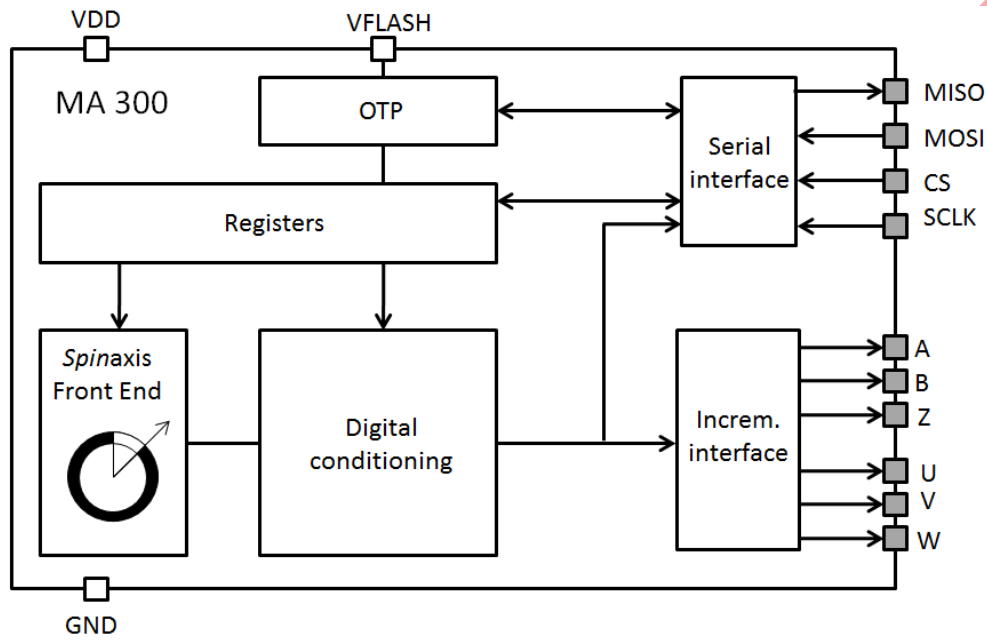 VDD
VFLASH
MA 300
OTP
Serial
interface
MISO
MOSI
CS
SCLK
Registers
Spinaxis
Front End
Digital
conditioning
Increm.
interface
A
B
Z
U
V
W
GND